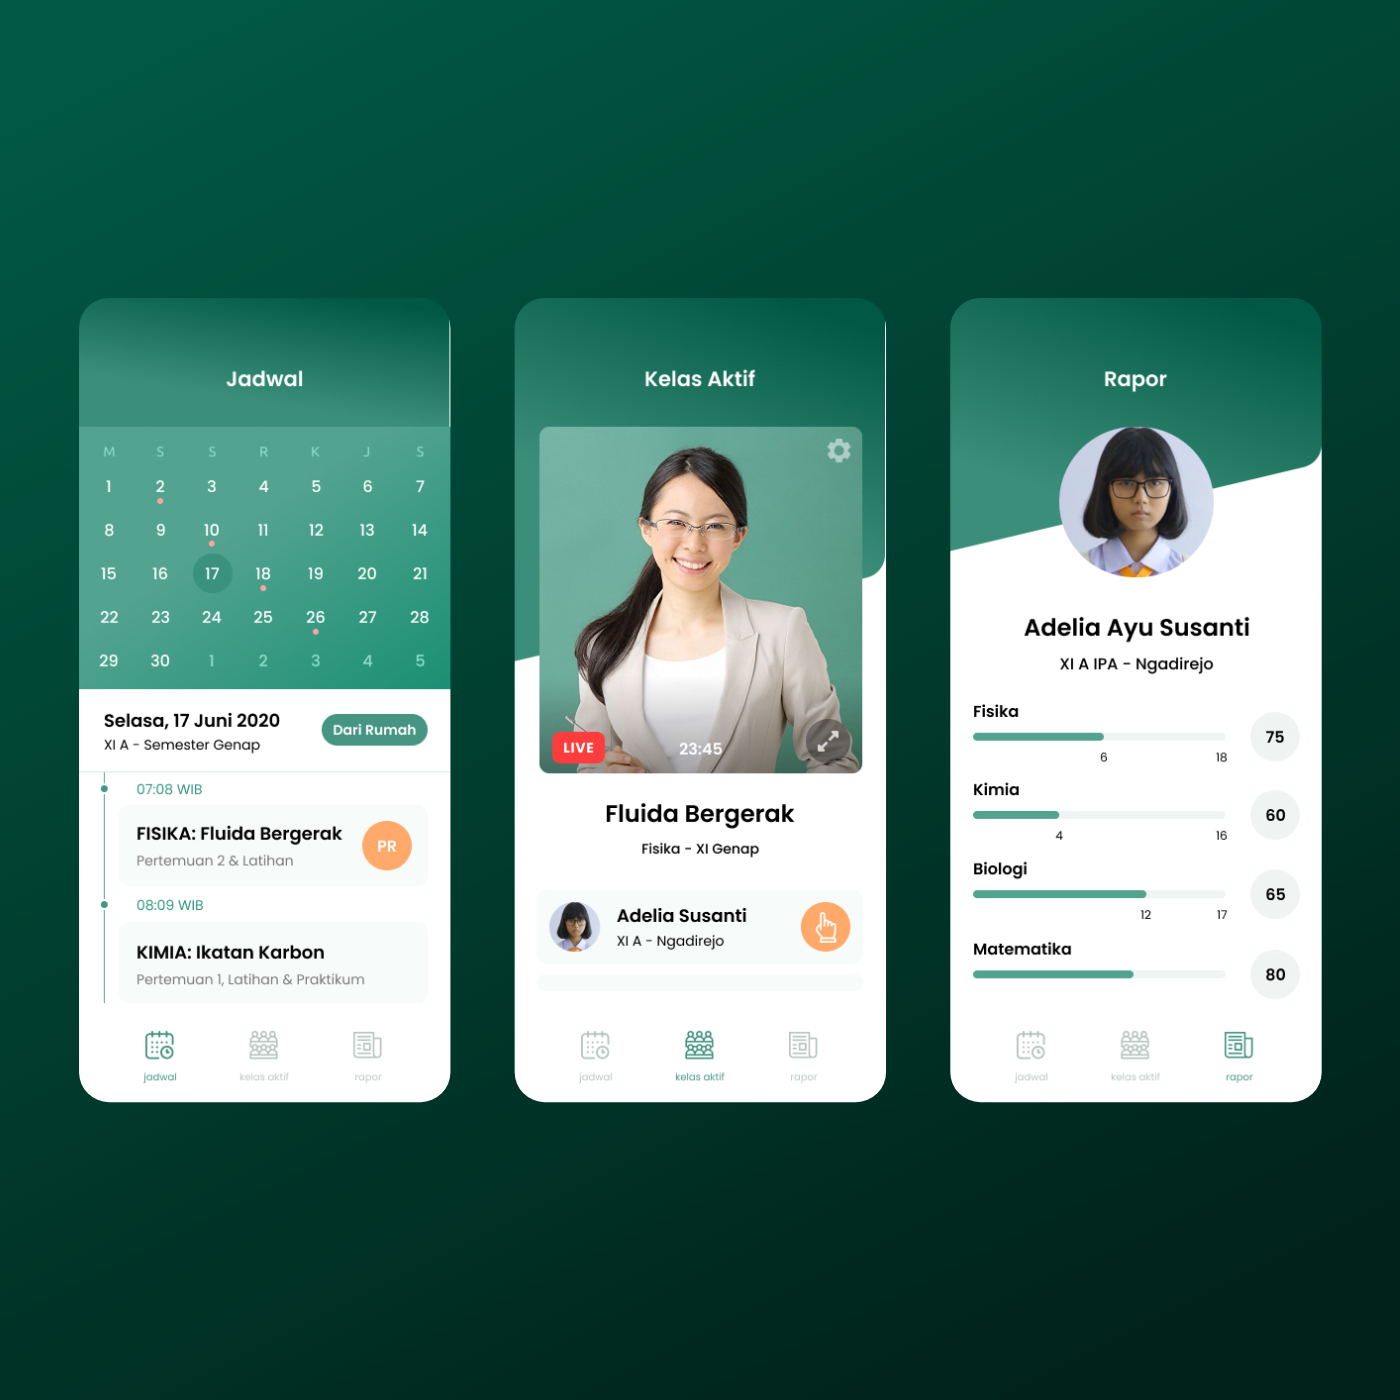 Jadwal
M S S R K J S
1 2 3 4 5 6 7
8 9 10 11 12 13 14
15 16 17 18 19 20 21
22 23 24 25 26 27 28
29 30 1 2 3 4 5
Selasa, 17 Juni 2020
XI A - Semester Genap
Dari Rumah
07:08 WIB
FISIKA: Fluida Bergerak
Pertemuan 2 & Latihan
PR
08:09 WIB
KIMIA: Ikatan Karbon
Pertemuan 1, Latihan & Praktikum
jadwal kelas aktif rapor
Kelas Aktif
LIVE 23:45
Fluida Bergerak
Fisika - XI Genap
Adelia Susanti
XI A - Ngadirejo
jadwal kelas aktif rapor
Rapor
Adelia Ayu Susanti
XI A IPA - Ngadirejo
Fisika
75
6 18
Kimia
60
4 16
Biologi
65
12 17
Matematika
80
jadwal kelas aktif rapor